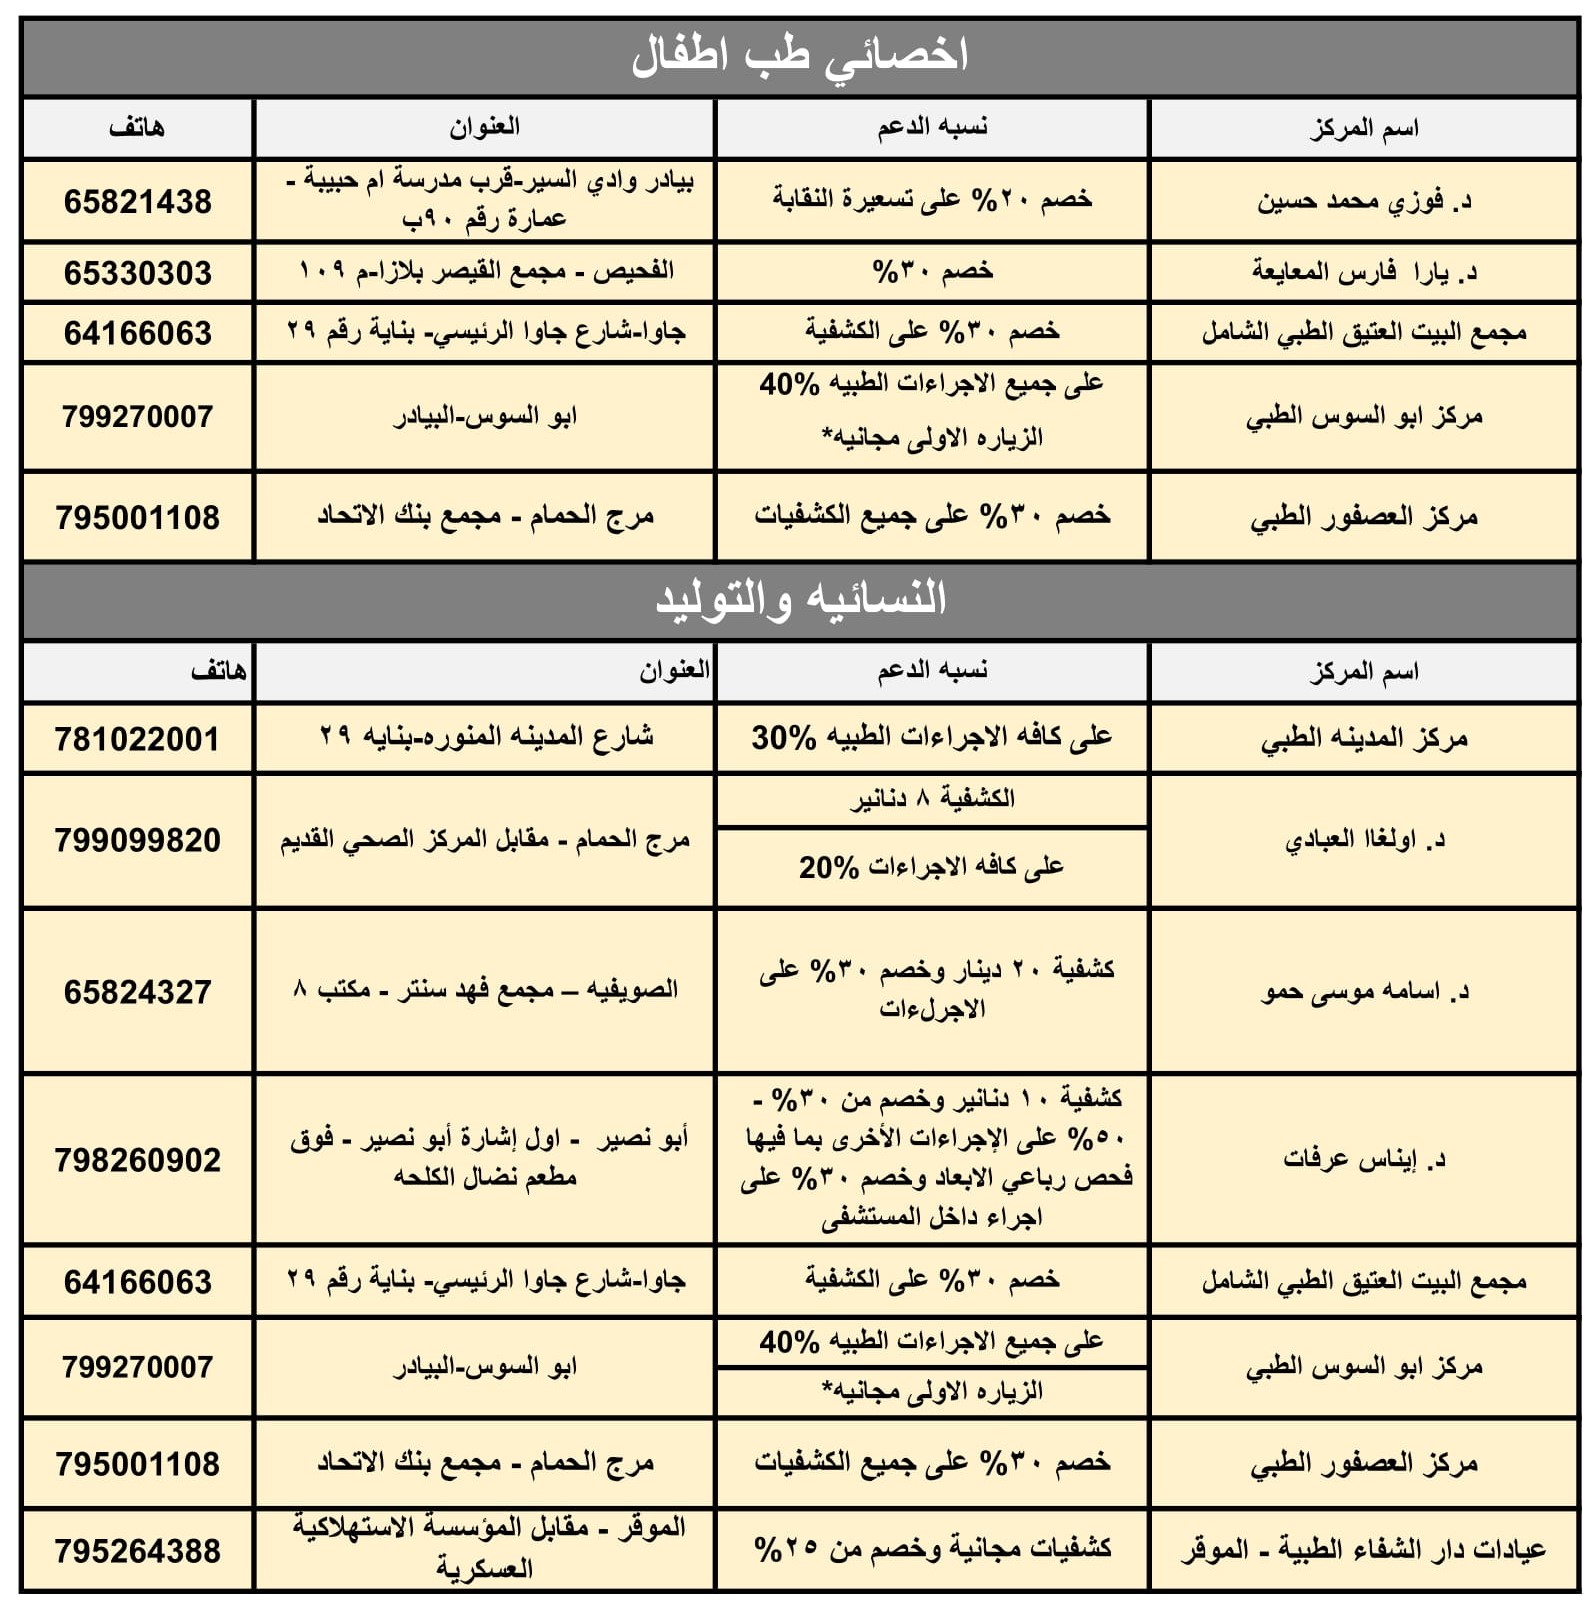 اخصائي طب اطفال
اسم المركز
نسبه الدعم
العنوان
هاتف
د. فوزي محمد حسين
خصم ٢٠% على تسعيرة النقابة
بيادر وادي السير-قرب مدرسة ام حبيبة -
عمارة رقم ٩٠ب
65821438
د. يارا فارس المعايعة
خصم ٣٠%
الفحيص - مجمع القيصر بلازا-م ١٠٩
65330303
مجمع البيت العتيق الطبي الشامل
خصم ٣٠% على الكشفية
جاوا-شارع جاوا الرئيسي- بناية رقم ٢٩
64166063
مركز ابو السوس الطبي
على جميع الاجراءات الطبيه 40%
الزياره الاولى مجانيه*
ابو السوس-البيادر
799270007
مركز العصفور الطبي
خصم ٣٠% على جميع الكشفيات
مرج الحمام - مجمع بنك الاتحاد
795001108
النسائيه والتوليد
اسم المركز
نسبه الدعم
العنوان
هاتف
مركز المدينه الطبي
على كافه الاجراءات الطبيه 30%
شارع المدينه المنوره-بنايه ٢٩
781022001
د. اولغاا العبادي
الكشفية ٨ دنانير
على كافه الاجراءات 20%
مرج الحمام - مقابل المركز الصحي القديم
799099820
د. اسامه موسى حمو
كشفية ٢٠ دينار وخصم ٣٠% على
الاجرلءات
الصويفيه – مجمع فهد سنتر - مكتب ٨
65824327
د. إيناس عرفات
كشفية ١٠ دنانير وخصم من ٣٠% -
٥٠% على الإجراءات الأخرى بما فيها
فحص رباعي الابعاد وخصم ٣٠% على
اجراء داخل المستشفى
أبو نصير - اول إشارة أبو نصير - فوق
مطعم نضال الكلحه
798260902
مجمع البيت العتيق الطبي الشامل
خصم ٣٠% على الكشفية
جاوا-شارع جاوا الرئيسي- بناية رقم ٢٩
64166063
مركز ابو السوس الطبي
على جميع الاجراءات الطبيه 40%
الزياره الاولى مجانيه*
ابو السوس-البيادر
799270007
مركز العصفور الطبي
خصم ٣٠% على جميع الكشفيات
مرج الحمام - مجمع بنك الاتحاد
795001108
عيادات دار الشفاء الطبية - الموقر
كشفيات مجانية وخصم من ٢٥%
الموقر - مقابل المؤسسة الاستهلاكية
العسكرية
795264388